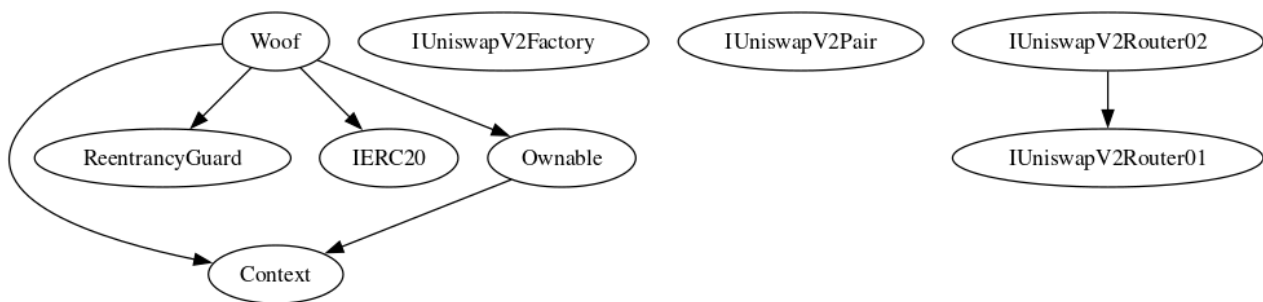 Woof
IUniswapV2Factory
IUniswapV2Pair
IUniswapV2Router02
ReentrancyGuard
IERC20
Ownable
IUniswapV2Router01
Context